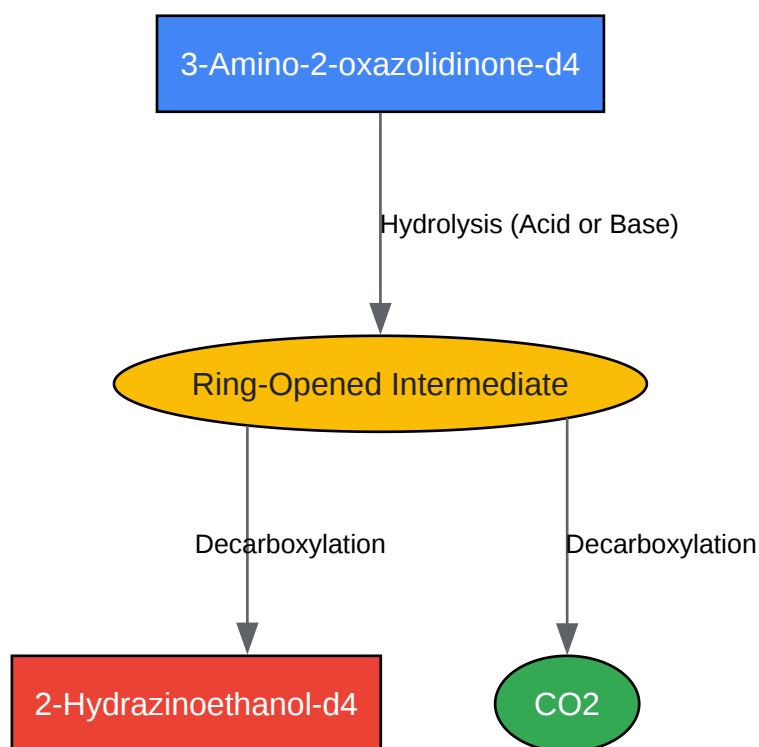 3-Amino-2-oxazolidinone-d4
Hydrolysis (Acid or Base)
Ring-Opened Intermediate
Decarboxylation
Decarboxylation
2-Hydrazinoethanol-d4
CO2